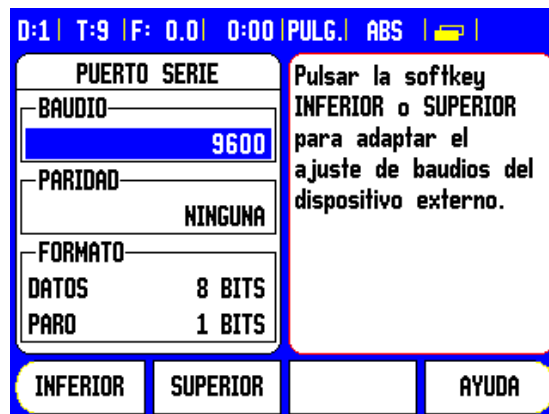 D:1| T:9 |F: 0.0| 0:00|PULG.| ABS | |
PUERTO SERIE
BAUDIO
9600
PARIDAD
NINGUNA
FORMATO
DATOS 8 BITS
PARO 1 BITS
Pulsar la softkey
INFERIOR o SUPERIOR
para adaptar el
ajuste de baudios del
dispositivo externo.
INFERIOR SUPERIOR AYUDA